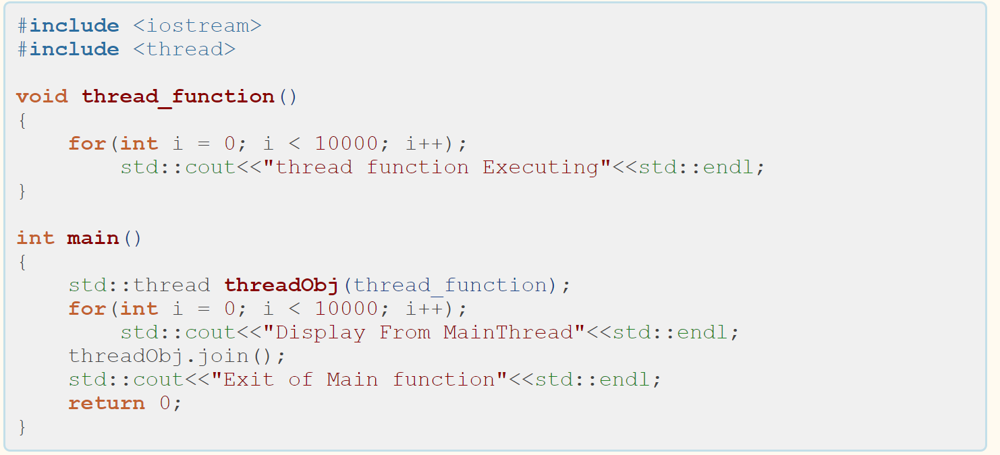 #include <iostream>
#include <thread>

void thread_function()
{
    for(int i = 0; i < 10000; i++);
        std::cout<<"thread function Executing"<<std::endl;
}

int main()
{
    std::thread threadObj(thread_function);
    for(int i = 0; i < 10000; i++);
        std::cout<<"Display From MainThread"<<std::endl;
    threadObj.join();
    std::cout<<"Exit of Main function"<<std::endl;
    return 0;
}